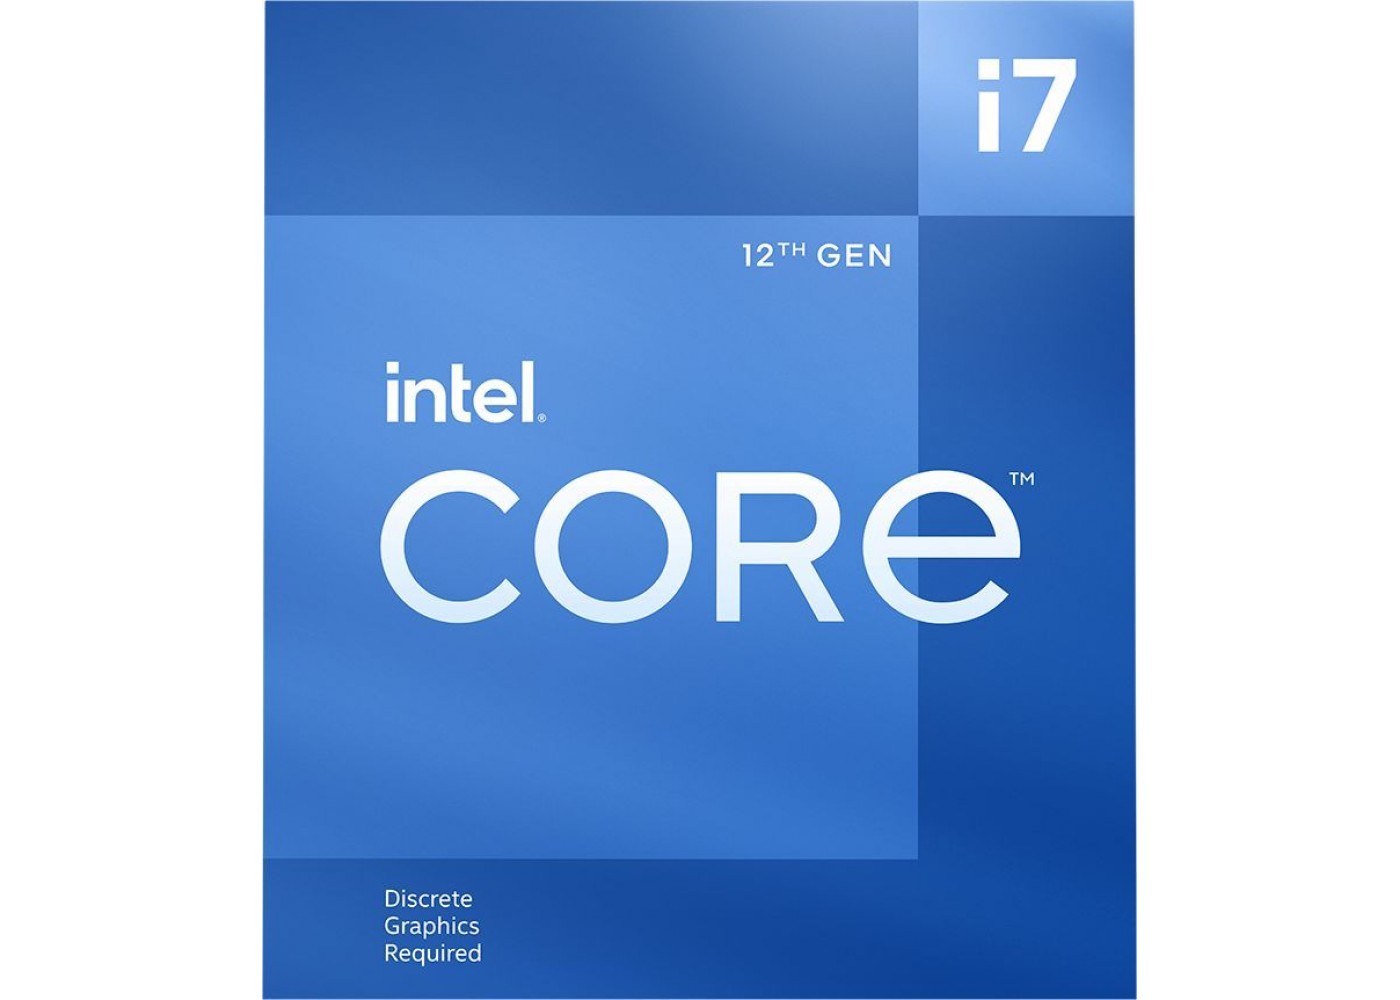 i7
12TH GEN
intel®
CORe™
Discrete
Graphics
Required